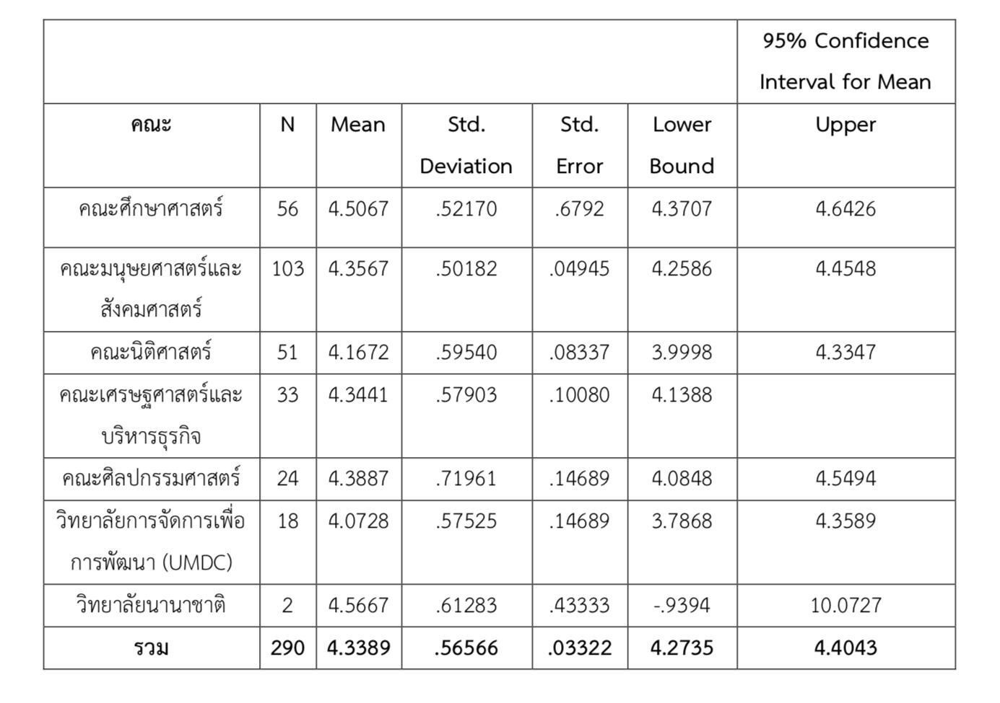 95% Confidence
Interval for Mean
คณะ N Mean Std. Deviation Std. Error Lower Bound Upper
คณะศึกษาศาสตร์ 56 4.5067 .52170 .6792 4.3707 4.6426
คณะมนุษยศาสตร์และ 103 4.3567 .50182 .04945 4.2586 4.4548
สังคมศาสตร์
คณะนิติศาสตร์ 51 4.1672 .59540 .08337 3.9998 4.3347
คณะเศรษฐศาสตร์และ 33 4.3441 .57903 .10080 4.1388
บริหารธุรกิจ
คณะศิลปกรรมศาสตร์ 24 4.3887 .71961 .14689 4.0848 4.5494
วิทยาลัยการจัดการเพื่อ 18 4.0728 .57525 .14689 3.7868 4.3589
การพัฒนา (UMDC)
วิทยาลัยนานาชาติ 2 4.5667 .61283 .43333 -.9394 10.0727
รวม 290 4.3389 .56566 .03322 4.2735 4.4043